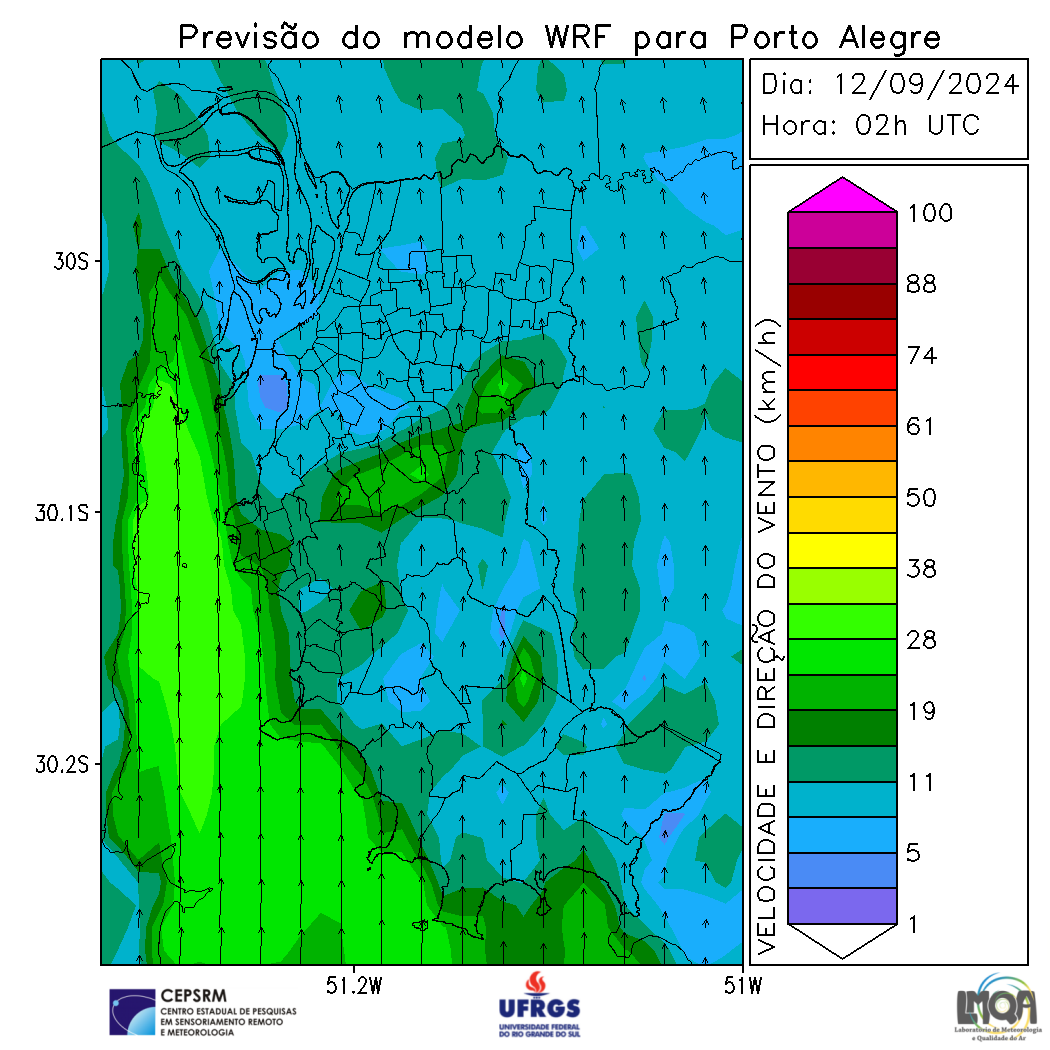 Previsão do modelo WRF para Porto Alegre
Dia: 12/09/2024
Hora: 02h UTC
30S
30.1S
30.2S
51.2W
51W
VELOCIDADE E DIREÇÃO DO VENTO (km/h)
100
88
74
61
50
38
28
19
11
5
1
CEPSRM
CENTRO ESTADUAL DE PESQUISAS
EM SENSORIAMENTO REMOTO
E METEOROLOGIA
UFRGS
UNIVERSIDADE FEDERAL
DO RIO GRANDE DO SUL
LMQA
Laboratório de Meteorologia
e Qualidade do Ar